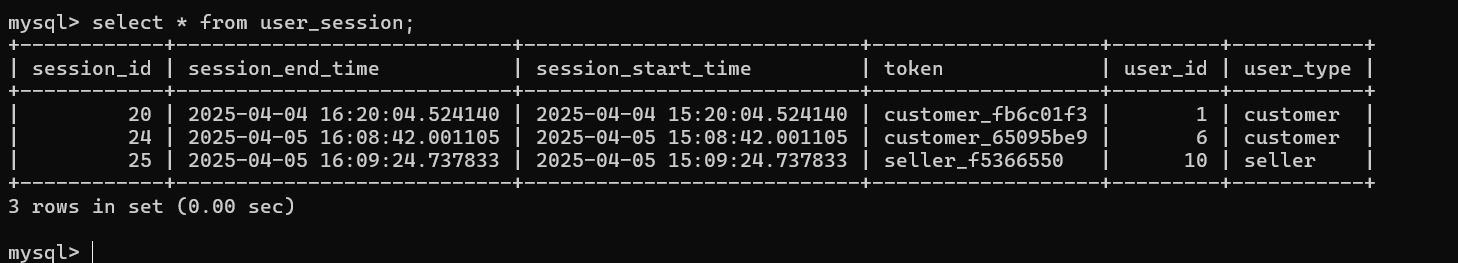 mysql> select * from user_session;
+------------+----------------------------+----------------------------+-------------------+---------+-----------+
| session_id | session_end_time           | session_start_time         | token             | user_id | user_type |
+------------+----------------------------+----------------------------+-------------------+---------+-----------+
|         20 | 2025-04-04 16:20:04.524140 | 2025-04-04 15:20:04.524140 | customer_fb6c01f3 |       1 | customer  |
|         24 | 2025-04-05 16:08:42.001105 | 2025-04-05 15:08:42.001105 | customer_65095be9 |       6 | customer  |
|         25 | 2025-04-05 16:09:24.737833 | 2025-04-05 15:09:24.737833 | seller_f5366550   |      10 | seller    |
+------------+----------------------------+----------------------------+-------------------+---------+-----------+
3 rows in set (0.00 sec)
mysql>